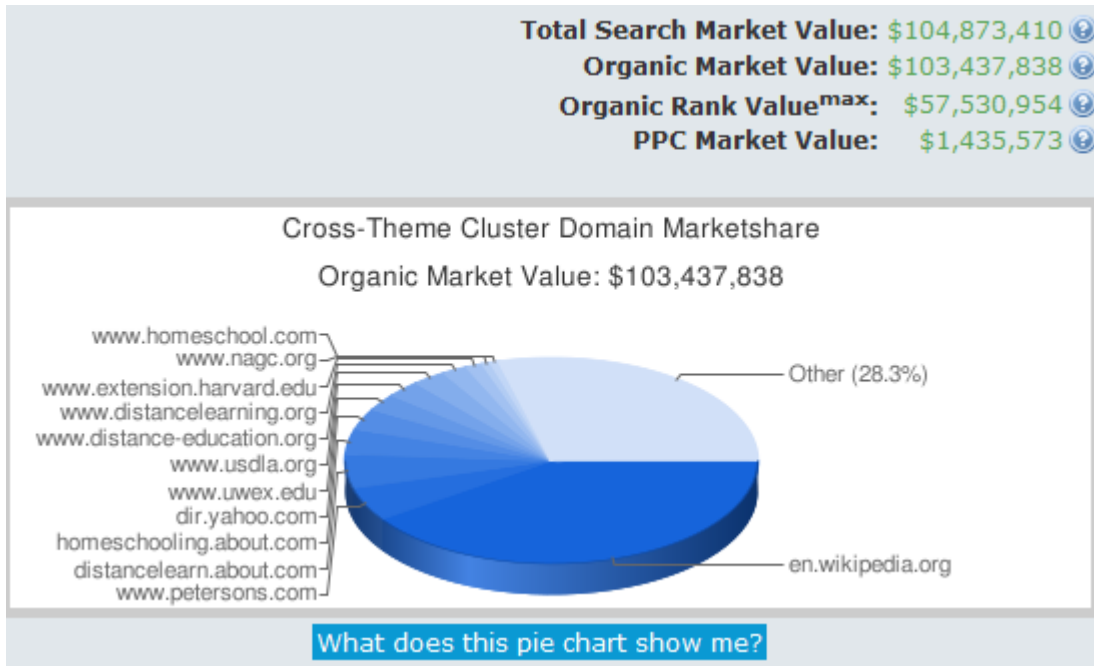 Total Search Market Value: $104,873,410
Organic Market Value: $103,437,838
Organic Rank Valuemax: $57,530,954
PPC Market Value: $1,435,573
Cross-Theme Cluster Domain Marketshare
Organic Market Value: $103,437,838
www.homeschool.com
www.nagc.org
www.extension.harvard.edu
www.distancelearning.org
www.distance-education.org
www.usdla.org
www.uwex.edu
dir.yahoo.com
homeschooling.about.com
distancelearn.about.com
www.petersons.com
Other (28.3%)
en.wikipedia.org
What does this pie chart show me?